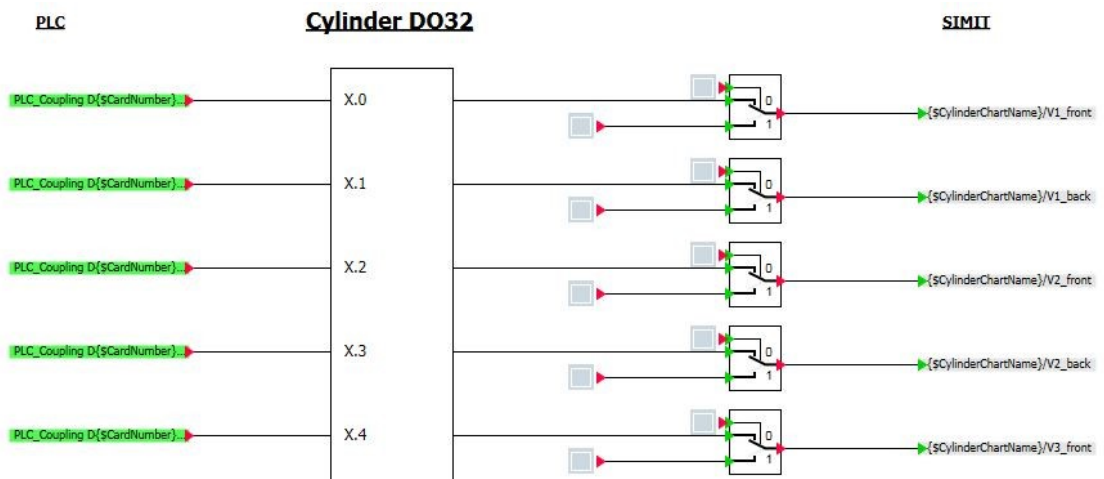 PLC Cylinder DO32 SIMIT
PLC_Coupling D{$CardNumber}... X.0 0 {$CylinderChartName}/V1_front
1
PLC_Coupling D{$CardNumber}... X.1 0 {$CylinderChartName}/V1_back
1
PLC_Coupling D{$CardNumber}... X.2 0 {$CylinderChartName}/V2_front
1
PLC_Coupling D{$CardNumber}... X.3 0 {$CylinderChartName}/V2_back
1
PLC_Coupling D{$CardNumber}... X.4 0 {$CylinderChartName}/V3_front
1